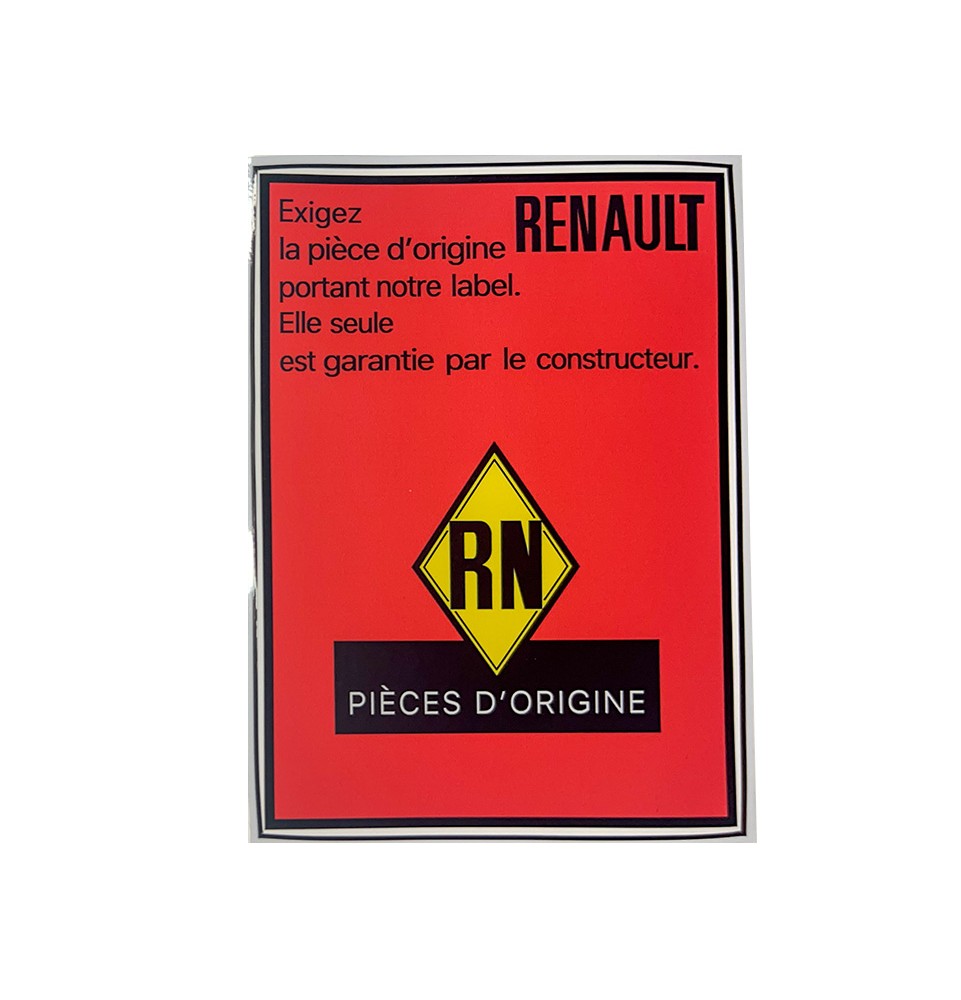 Exigez
la pièce d'origine RENAULT
portant notre label.
Elle seule
est garantie par le constructeur.
RN
PIÈCES D'ORIGINE